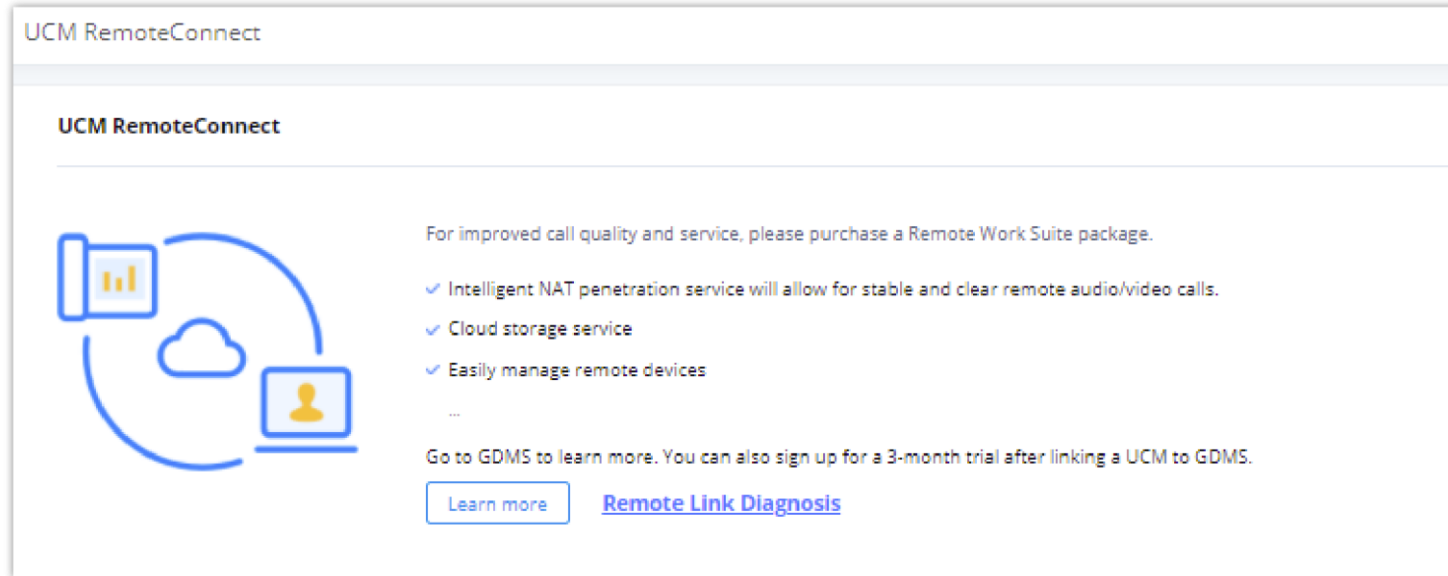 UCM RemoteConnect
UCM RemoteConnect
For improved call quality and service, please purchase a Remote Work Suite package.
Intelligent NAT penetration service will allow for stable and clear remote audio/video calls.
Cloud storage service
Easily manage remote devices
...
Go to GDMS to learn more. You can also sign up for a 3-month trial after linking a UCM to GDMS.
Learn more Remote Link Diagnosis